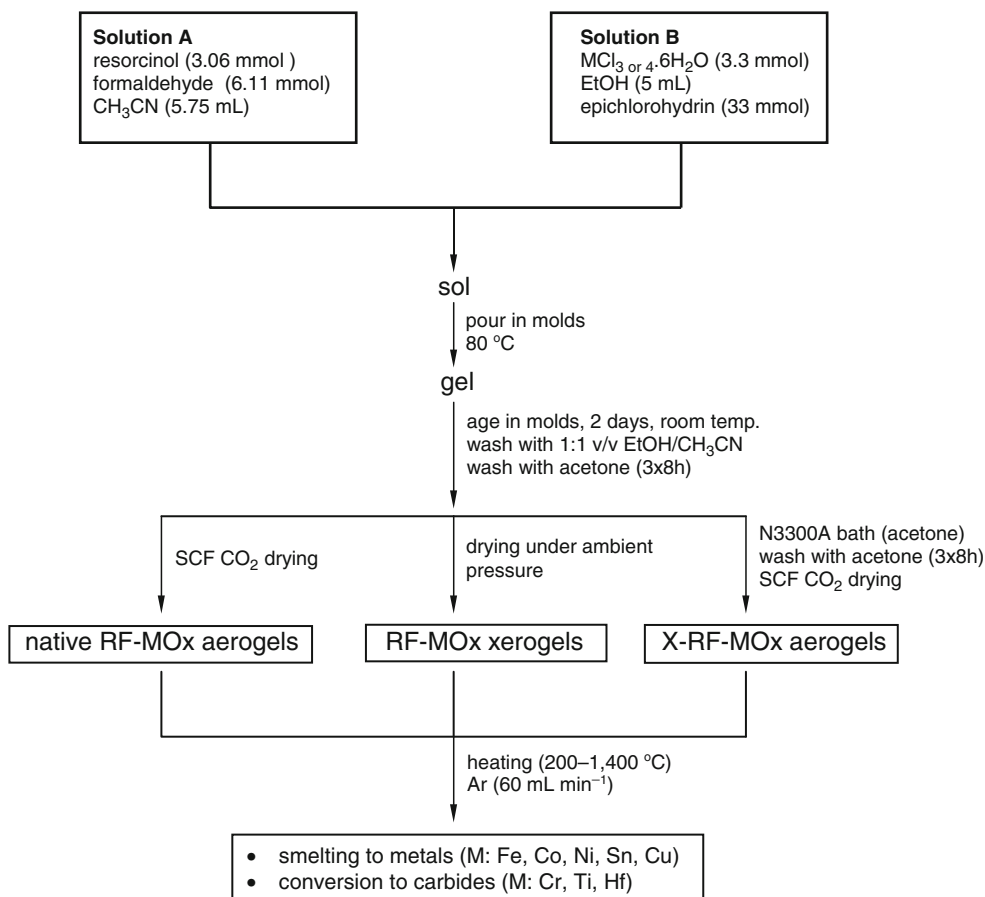 Solution A
resorcinol (3.06 mmol )
formaldehyde (6.11 mmol)
CH₃CN (5.75 mL)
Solution B
MCl₃ or ₄.6H₂O (3.3 mmol)
EtOH (5 mL)
epichlorohydrin (33 mmol)
sol
pour in molds
80 °C
gel
age in molds, 2 days, room temp.
wash with 1:1 v/v EtOH/CH₃CN
wash with acetone (3x8h)
SCF CO₂ drying
drying under ambient
pressure
N3300A bath (acetone)
wash with acetone (3x8h)
SCF CO₂ drying
native RF-MOx aerogels
RF-MOx xerogels
X-RF-MOx aerogels
heating (200–1,400 °C)
Ar (60 mL min⁻¹)
• smelting to metals (M: Fe, Co, Ni, Sn, Cu)
• conversion to carbides (M: Cr, Ti, Hf)